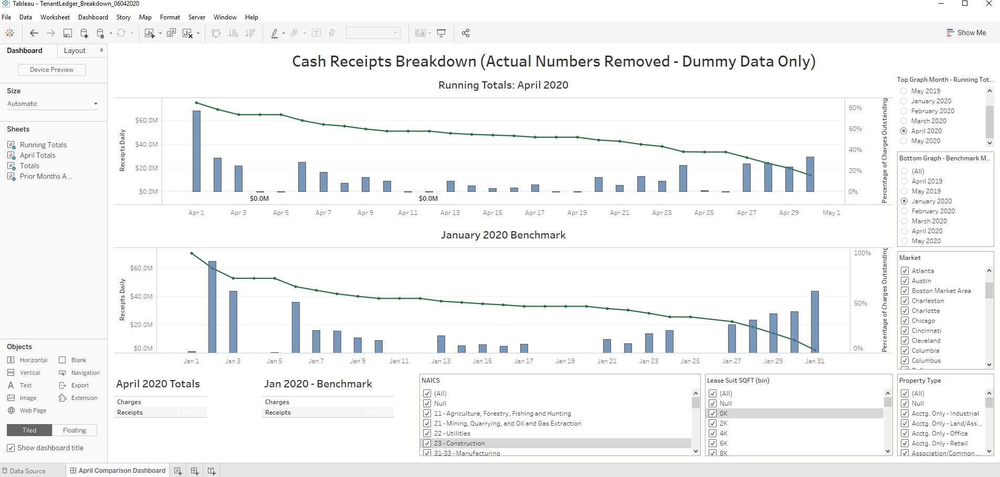 Tableau - TenantLedger_Breakdown_06042020
File Data Worksheet Dashboard Story Map Format Server Window Help
Show Me
Dashboard Layout
Device Preview
Size
Automatic
Sheets
Running Totals
April Totals
Totals
Prior Months A...
Objects
Horizontal Blank
Vertical Navigation
Text Export
Image Extension
Web Page
Tiled Floating
Show dashboard title
Cash Receipts Breakdown (Actual Numbers Removed - Dummy Data Only)
Running Totals: April 2020
Receipts Daily
$60.0M
$40.0M
$20.0M
$0.0M
$0.0M $0.0M
80%
60%
40%
20%
0%
Percentage of Charges Outstanding
Apr 1 Apr 3 Apr 5 Apr 7 Apr 9 Apr 11 Apr 13 Apr 15 Apr 17 Apr 19 Apr 21 Apr 23 Apr 25 Apr 27 Apr 29 May 1
January 2020 Benchmark
Receipts Daily
$60.0M
$40.0M
$20.0M
$0.0M
100%
50%
0%
Percentage of Charges Outstanding
Jan 1 Jan 3 Jan 5 Jan 7 Jan 9 Jan 11 Jan 13 Jan 15 Jan 17 Jan 19 Jan 21 Jan 23 Jan 25 Jan 27 Jan 29 Jan 31
April 2020 Totals
Charges
Receipts
Jan 2020 - Benchmark
Charges
Receipts
NAICS
(All)
Null
11 - Agriculture, Forestry, Fishing and Hunting
21 - Mining, Quarrying, and Oil and Gas Extraction
22 - Utilities
23 - Construction
31-33 - Manufacturing
Lease Suit SQFT (bin)
(All)
Null
0K
2K
4K
6K
8K
Top Graph Month - Running Tot..
May 2019
January 2020
February 2020
March 2020
April 2020
May 2020
Bottom Graph - Benchmark M..
(All)
April 2019
May 2019
January 2020
February 2020
March 2020
April 2020
May 2020
Market
Atlanta
Austin
Boston Market Area
Charleston
Charlotte
Chicago
Cincinnati
Cleveland
Columbia
Columbus
Property Type
(All)
Null
Acctg. Only - Industrial
Acctg. Only - Land/Ass...
Acctg. Only - Office
Acctg. Only - Retail
Association/Common ...
Data Source April Comparison Dashboard